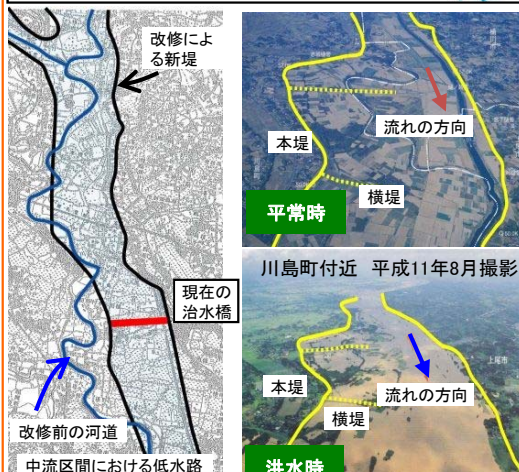 改修によ
る新堤
現在の
治水橋
改修前の河道
中流区間における低水路
本堤
流れの方向
横堤
平常時
川島町付近 平成11年8月撮影
上尾市
本堤
流れの方向
横堤
洪水時